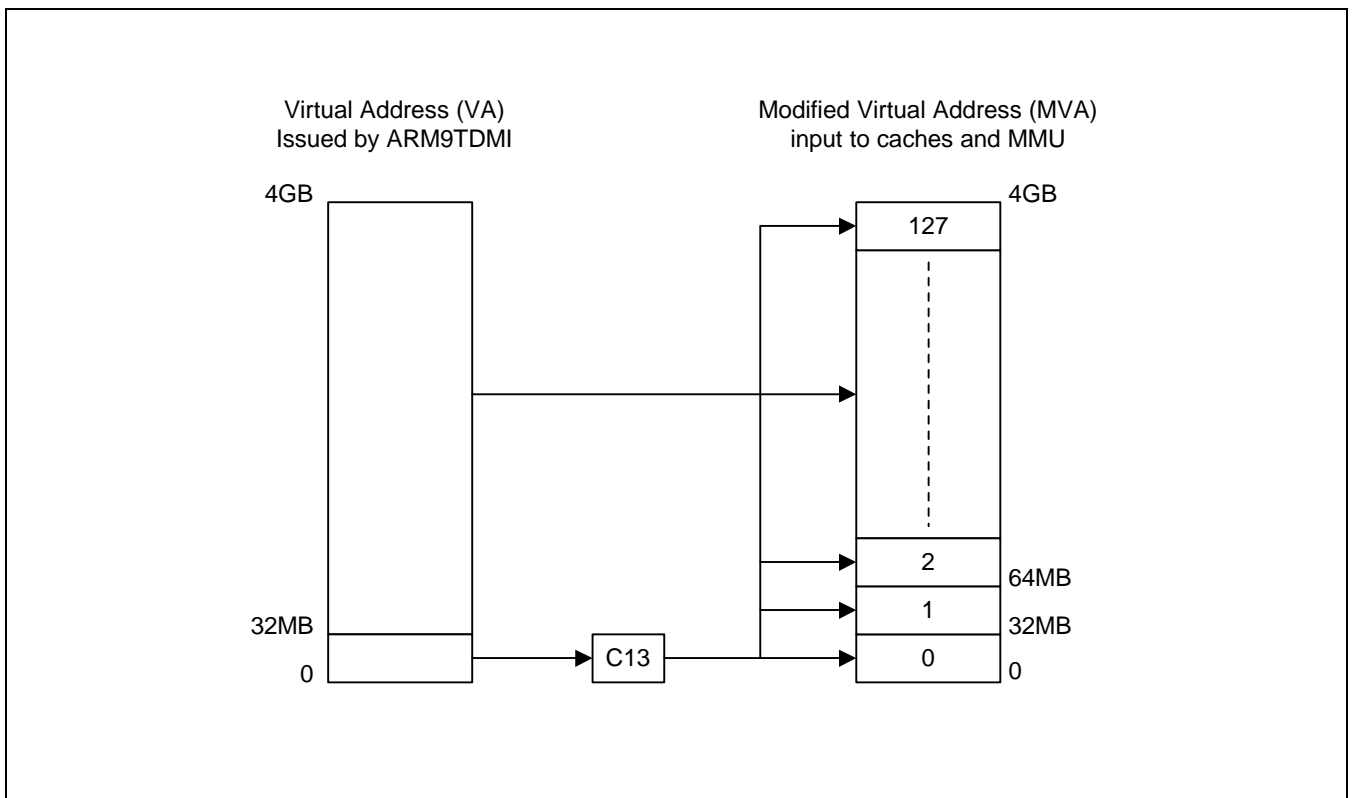 Virtual Address (VA)
Issued by ARM9TDMI
Modified Virtual Address (MVA)
input to caches and MMU
4GB
4GB
127
2
64MB
1
32MB
32MB
C13
0
0
0